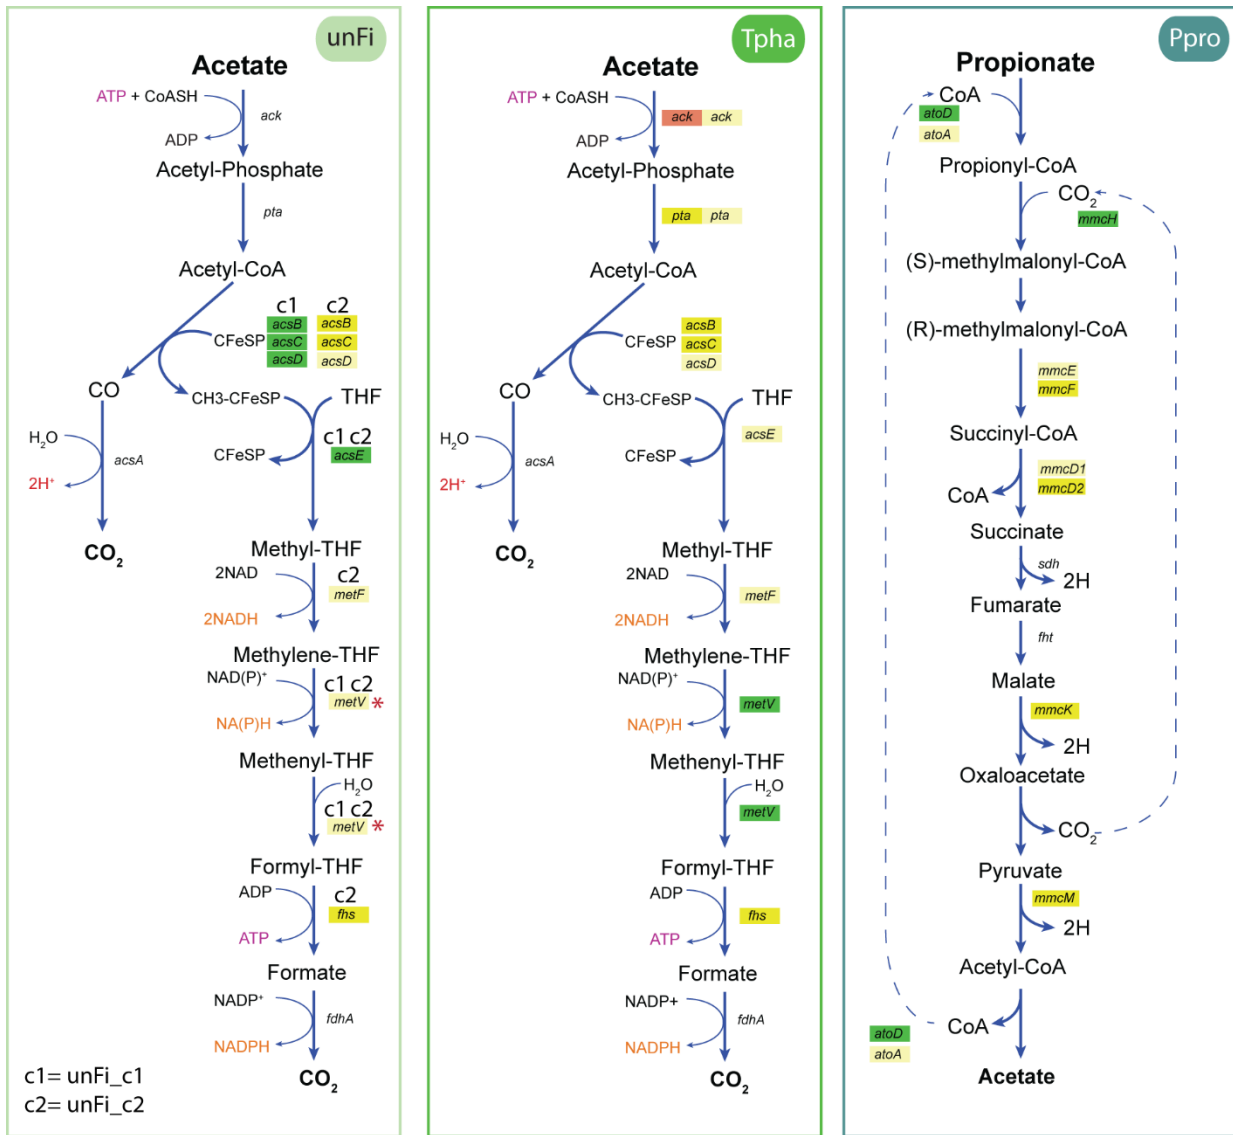 unFi
Acetate
ATP + CoASH
ack
ADP
Acetyl-Phosphate
pta
Acetyl-CoA
c1 c2
acsB acsB
CFeSP acsC acsC
acsD acsD
CO
CH3-CFeSP
THF
H₂O
acsA
CFeSP
c1 c2
acsE
2H⁺
CO₂
Methyl-THF
2NAD
c2
metF
2NADH
Methylene-THF
NAD(P)⁺
c1 c2
metV *
NA(P)H
Methenyl-THF
H₂O
c1 c2
metV *
Formyl-THF
ADP
c2
fhs
ATP
Formate
NADP⁺
fdhA
NADPH
CO₂
c1= unFi_c1
c2= unFi_c2
Tpha
Acetate
ATP + CoASH
ack ack
ADP
Acetyl-Phosphate
pta pta
Acetyl-CoA
acsB
CFeSP acsC
acsD
CO
CH3-CFeSP
THF
H₂O
acsA
CFeSP
acsE
2H⁺
CO₂
Methyl-THF
2NAD
metF
2NADH
Methylene-THF
NAD(P)⁺
metV
NA(P)H
Methenyl-THF
H₂O
metV
Formyl-THF
ADP
fhs
ATP
Formate
NADP+
fdhA
NADPH
CO₂
Ppro
Propionate
CoA
atoD
atoA
Propionyl-CoA
CO₂
mmcH
(S)-methylmalonyl-CoA
(R)-methylmalonyl-CoA
mmcE
mmcF
Succinyl-CoA
mmcD1
CoA
mmcD2
Succinate
sdh
2H
Fumarate
fht
Malate
mmcK
2H
Oxaloacetate
CO₂
Pyruvate
mmcM
2H
Acetyl-CoA
CoA
atoD
atoA
Acetate